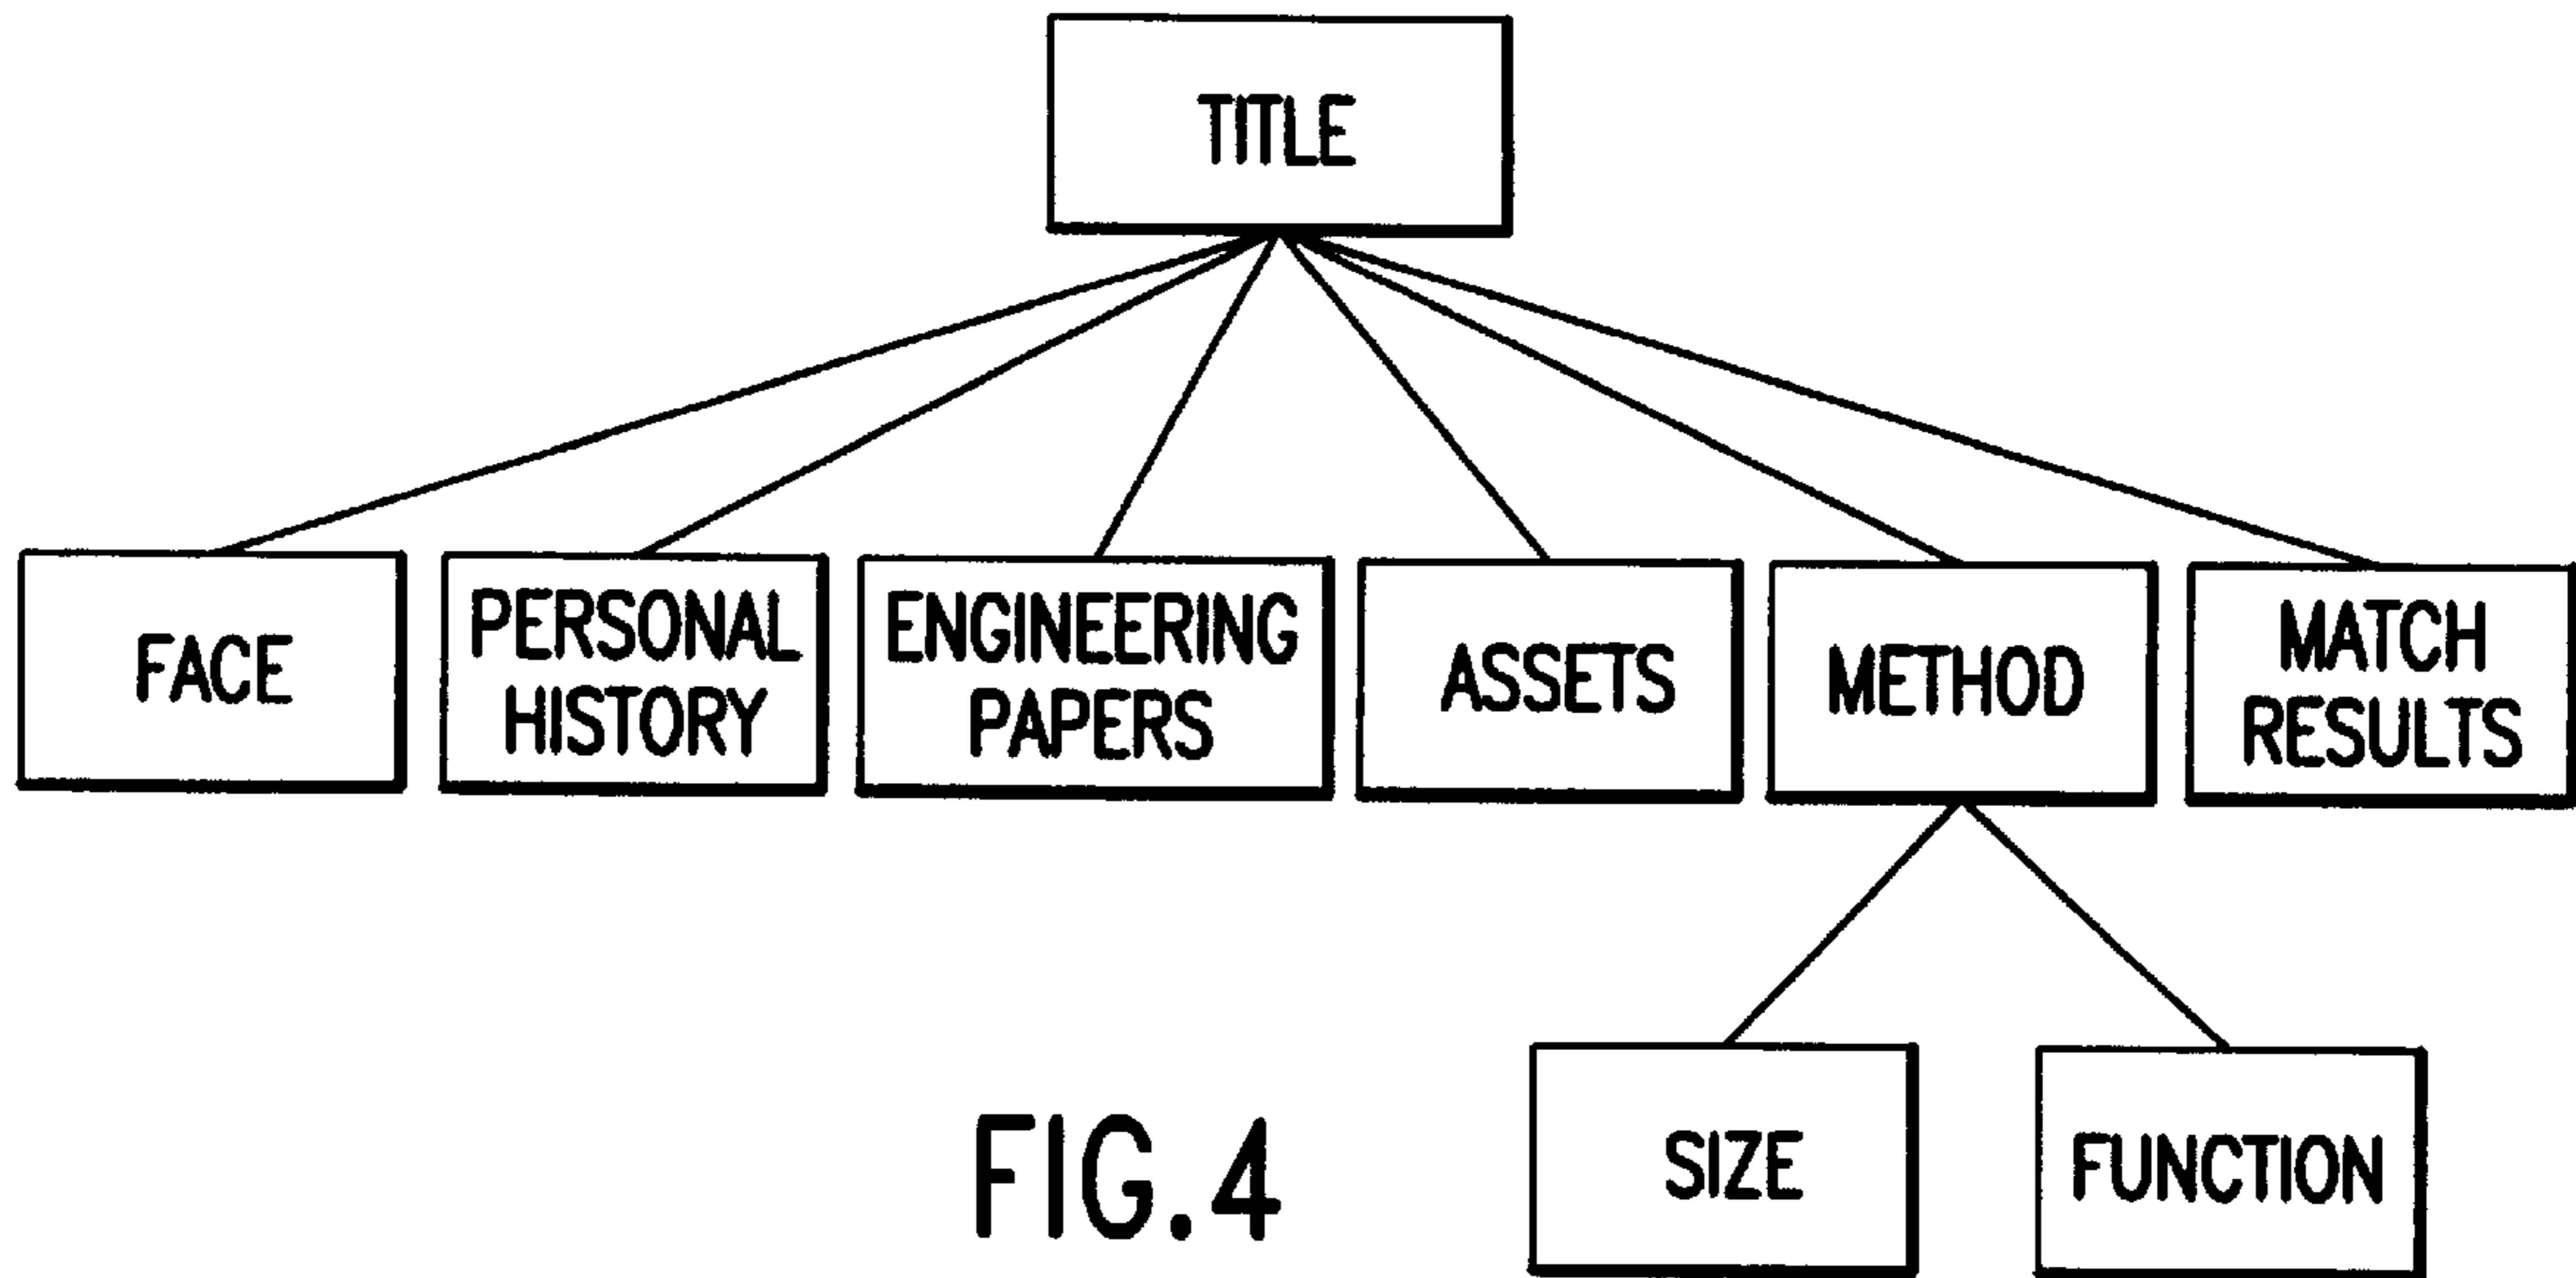 TITLE
FACE
PERSONAL
HISTORY
ENGINEERING
PAPERS
ASSETS
METHOD
MATCH
RESULTS
SIZE
FUNCTION
FIG.4